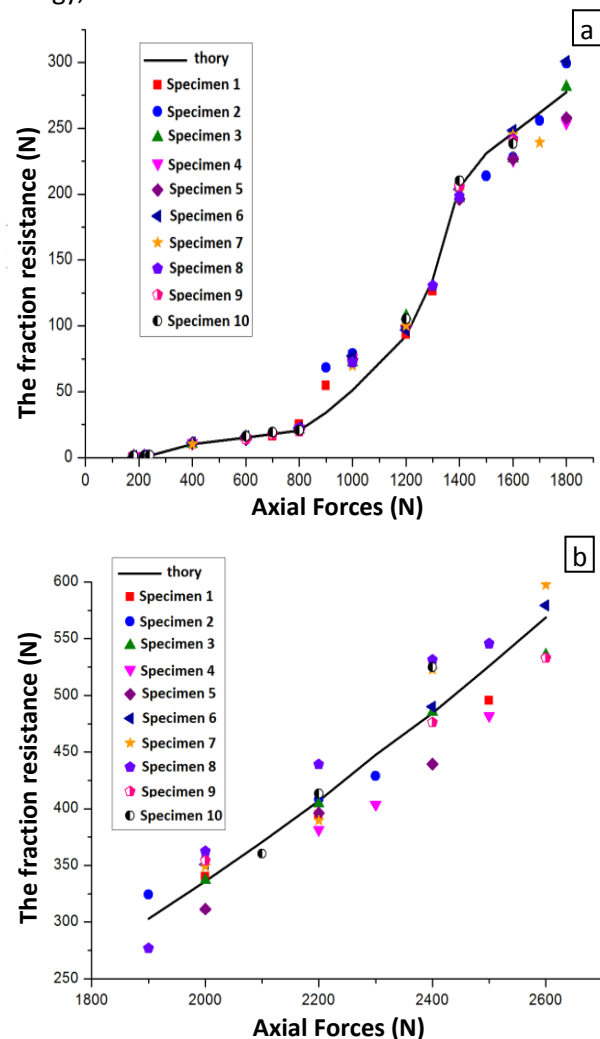 gy,
a
300
250
200
150
100
50
0
The fraction resistance (N)
thory
Specimen 1
Specimen 2
Specimen 3
Specimen 4
Specimen 5
Specimen 6
Specimen 7
Specimen 8
Specimen 9
Specimen 10
0 200 400 600 800 1000 1200 1400 1600 1800
Axial Forces (N)
b
600
550
500
450
400
350
300
250
The fraction resistance (N)
thory
Specimen 1
Specimen 2
Specimen 3
Specimen 4
Specimen 5
Specimen 6
Specimen 7
Specimen 8
Specimen 9
Specimen 10
1800 2000 2200 2400 2600
Axial Forces (N)